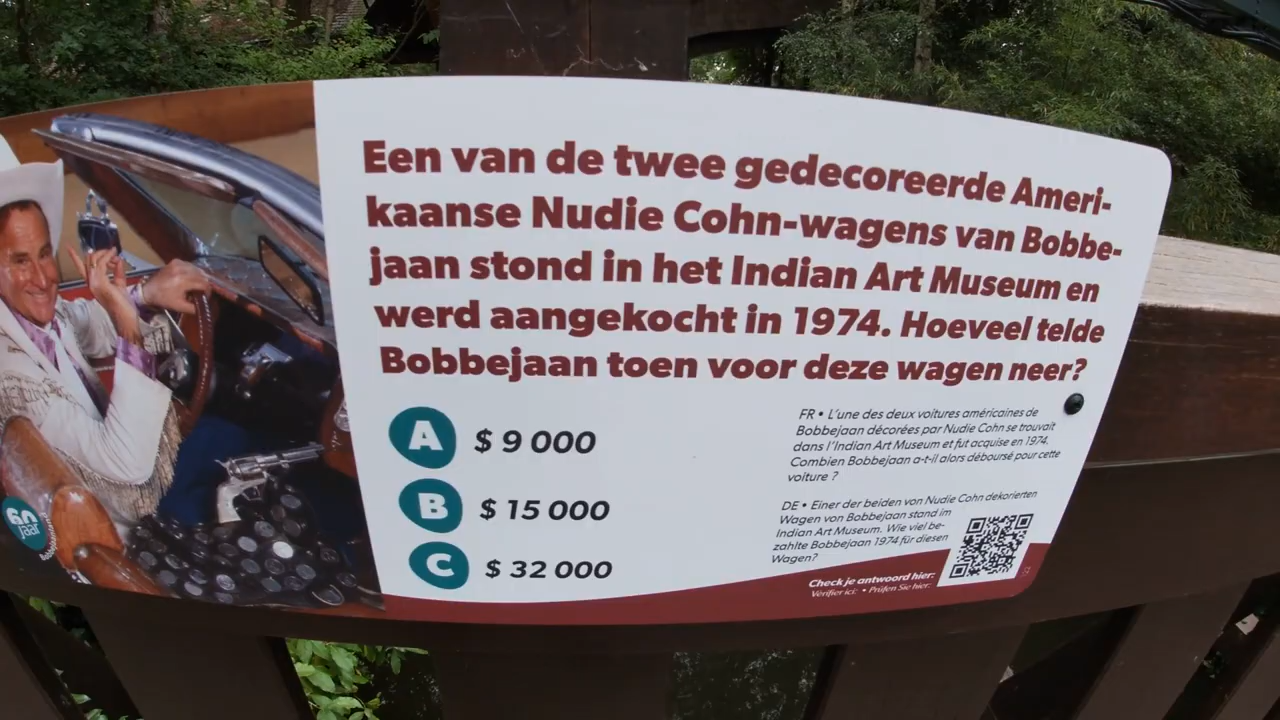 Een van de twee gedecoreerde Ameri-
kaanse Nudie Cohn-wagens van Bobbe-
jaan stond in het Indian Art Museum en
werd aangekocht in 1974. Hoeveel telde
Bobbejaan toen voor deze wagen neer?
A $ 9 000
B $ 15 000
C $ 32 000
FR • L'une des deux voitures américaines de
Bobbejaan décorées par Nudie Cohn se trouvait
dans l'Indian Art Museum et fut acquise en 1974.
Combien Bobbejaan a-t-il alors déboursé pour cette
voiture ?
DE • Einer der beiden von Nudie Cohn dekorierten
Wagen von Bobbejaan stand im
Indian Art Museum. Wie viel be-
zahlte Bobbejaan 1974 für diesen
Wagen?
Check je antwoord hier:
Vérifier ici: • Prüfen Sie hier:
60
jaar